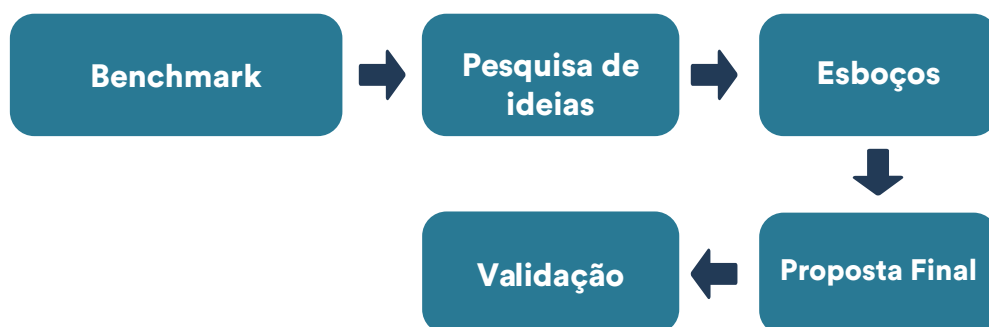 Benchmark
Pesquisa de
ideias
Esboços
Proposta Final
Validação